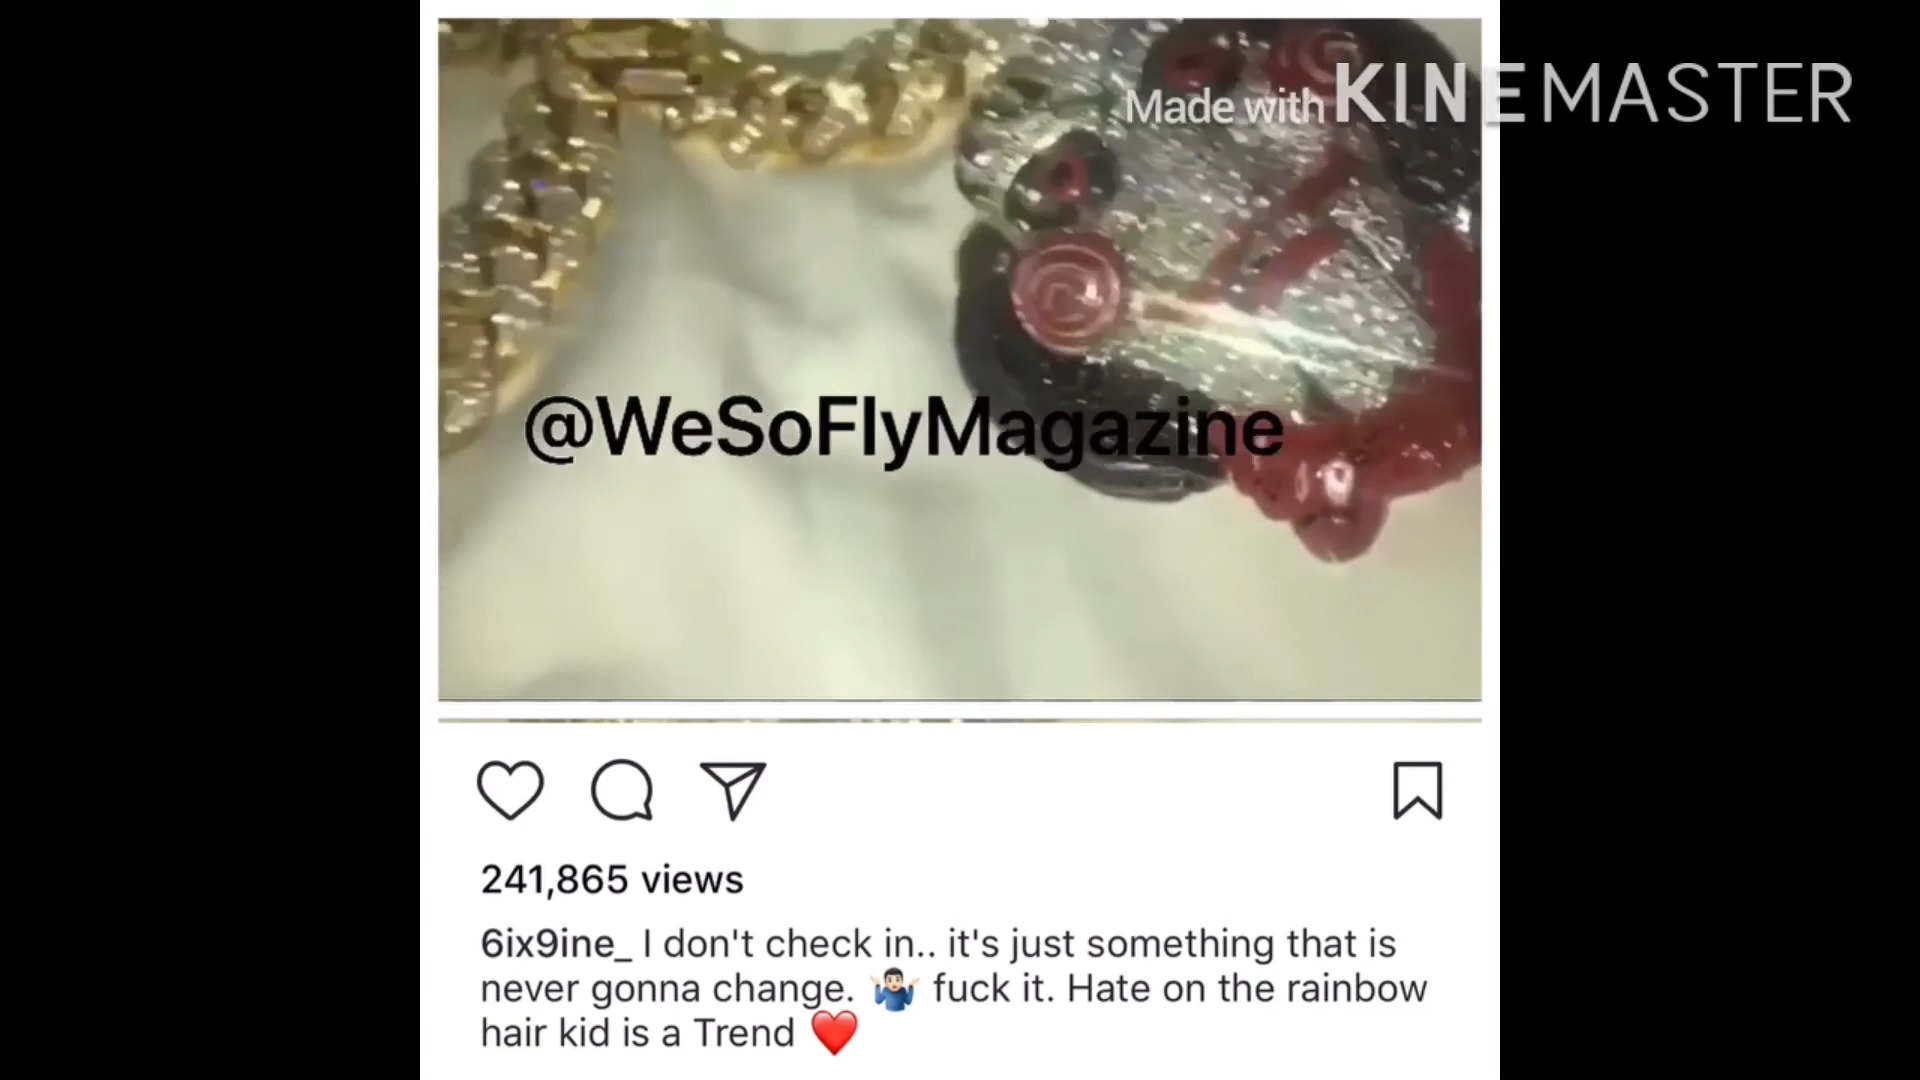 Made with KINEMASTER
@WeSoFlyMagazine
241,865 views
6ix9ine_ I don't check in.. it's just something that is
never gonna change. 🤷🏻‍♂️ fuck it. Hate on the rainbow
hair kid is a Trend ❤️